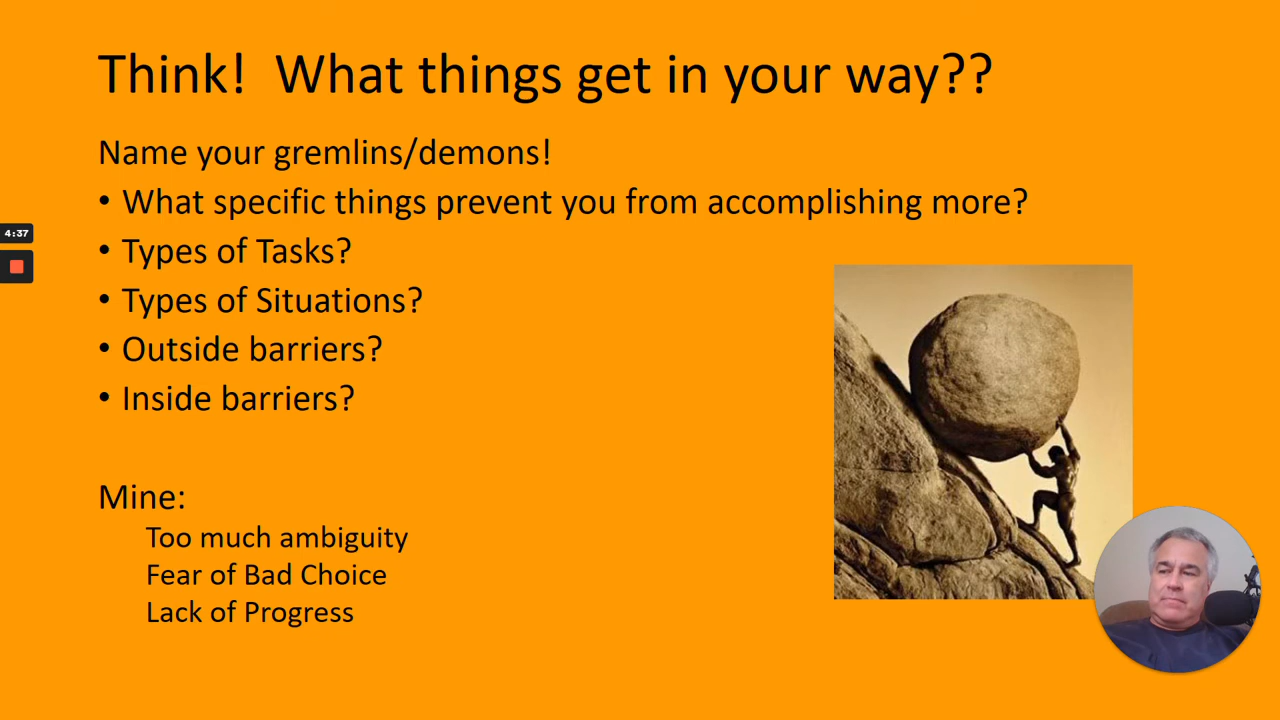 Think!  What things get in your way??
Name your gremlins/demons!
• What specific things prevent you from accomplishing more?
4:37
• Types of Tasks?
• Types of Situations?
• Outside barriers?
• Inside barriers?
Mine:
Too much ambiguity
Fear of Bad Choice
Lack of Progress